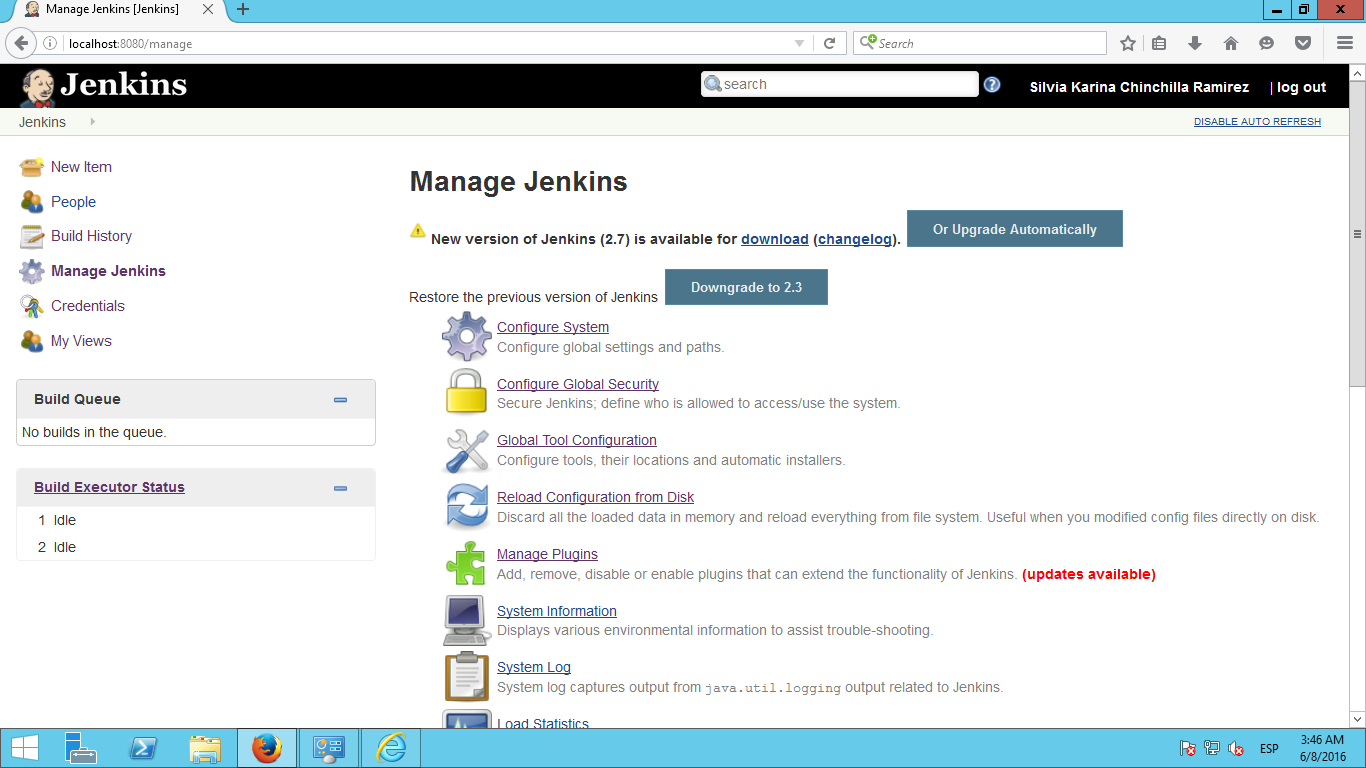 Manage Jenkins [Jenkins]
localhost:8080/manage
Search
Jenkins
search
Silvia Karina Chinchilla Ramirez | log out
Jenkins
DISABLE AUTO REFRESH
New Item
People
Build History
Manage Jenkins
Credentials
My Views
Build Queue
No builds in the queue.
Build Executor Status
1 Idle
2 Idle
Manage Jenkins
New version of Jenkins (2.7) is available for download (changelog). Or Upgrade Automatically
Restore the previous version of Jenkins Downgrade to 2.3
Configure System
Configure global settings and paths.
Configure Global Security
Secure Jenkins; define who is allowed to access/use the system.
Global Tool Configuration
Configure tools, their locations and automatic installers.
Reload Configuration from Disk
Discard all the loaded data in memory and reload everything from file system. Useful when you modified config files directly on disk.
Manage Plugins
Add, remove, disable or enable plugins that can extend the functionality of Jenkins. (updates available)
System Information
Displays various environmental information to assist trouble-shooting.
System Log
System log captures output from java.util.logging output related to Jenkins.
Load Statistics
ESP
3:46 AM
6/8/2016